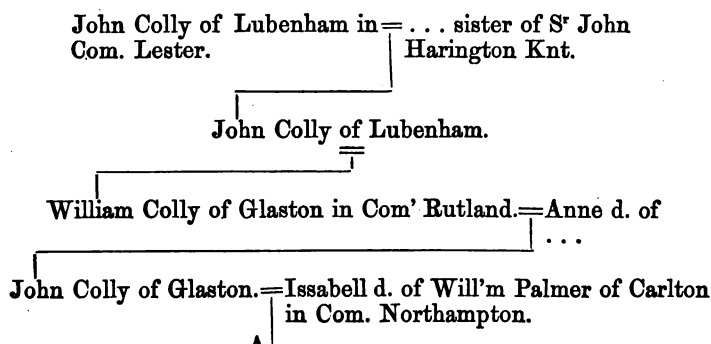 John Colly of Lubenham in=... sister of Sʳ John
Com. Lester. Harington Knt.
John Colly of Lubenham.
=
William Colly of Glaston in Com' Rutland.=Anne d. of
...
John Colly of Glaston.=Issabell d. of Will'm Palmer of Carlton
in Com. Northampton.